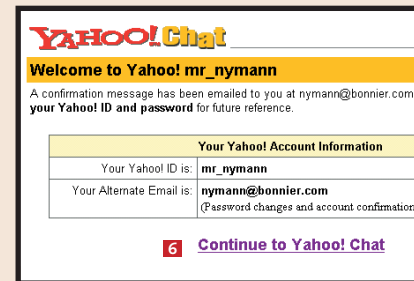 YAHOO! Chat
Welcome to Yahoo! mr_nymann
A confirmation message has been emailed to you at nymann@bonnier.com
your Yahoo! ID and password for future reference.
Your Yahoo! Account Information
Your Yahoo! ID is: mr_nymann
Your Alternate Email is: nymann@bonnier.com
(Password changes and account confirmation
6 Continue to Yahoo! Chat